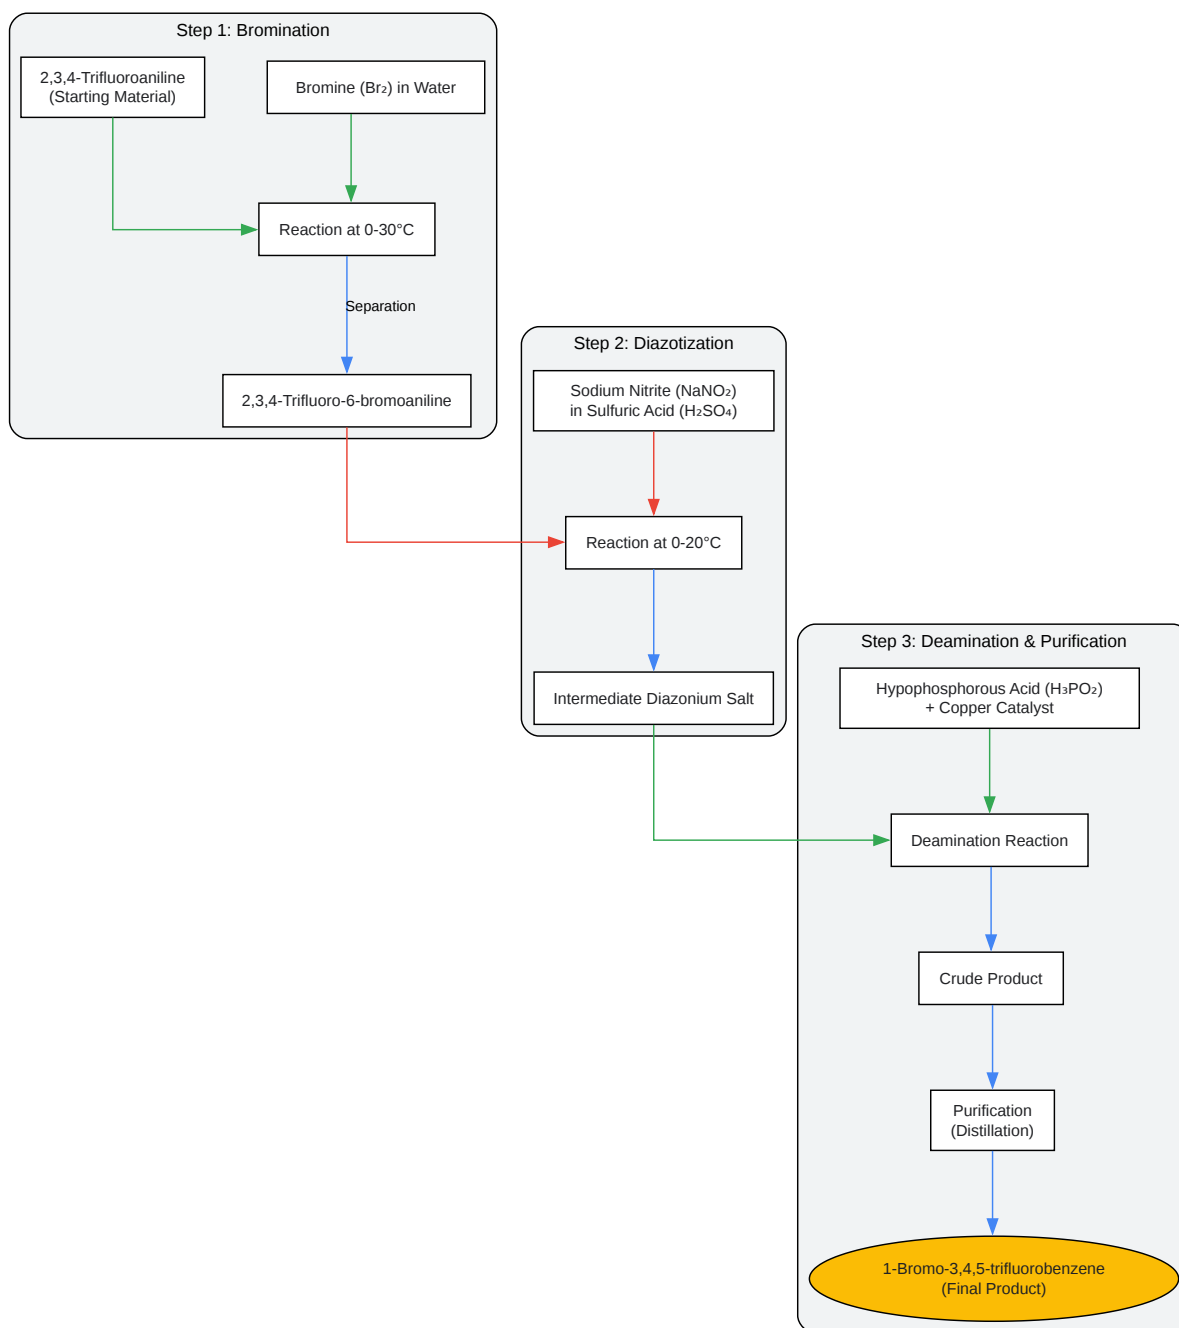 Step 1: Bromination
2,3,4-Trifluoroaniline
(Starting Material)
Bromine (Br₂) in Water
Reaction at 0-30°C
Separation
2,3,4-Trifluoro-6-bromoaniline
Step 2: Diazotization
Sodium Nitrite (NaNO₂)
in Sulfuric Acid (H₂SO₄)
Reaction at 0-20°C
Intermediate Diazonium Salt
Step 3: Deamination & Purification
Hypophosphorous Acid (H₃PO₂)
+ Copper Catalyst
Deamination Reaction
Crude Product
Purification
(Distillation)
1-Bromo-3,4,5-trifluorobenzene
(Final Product)